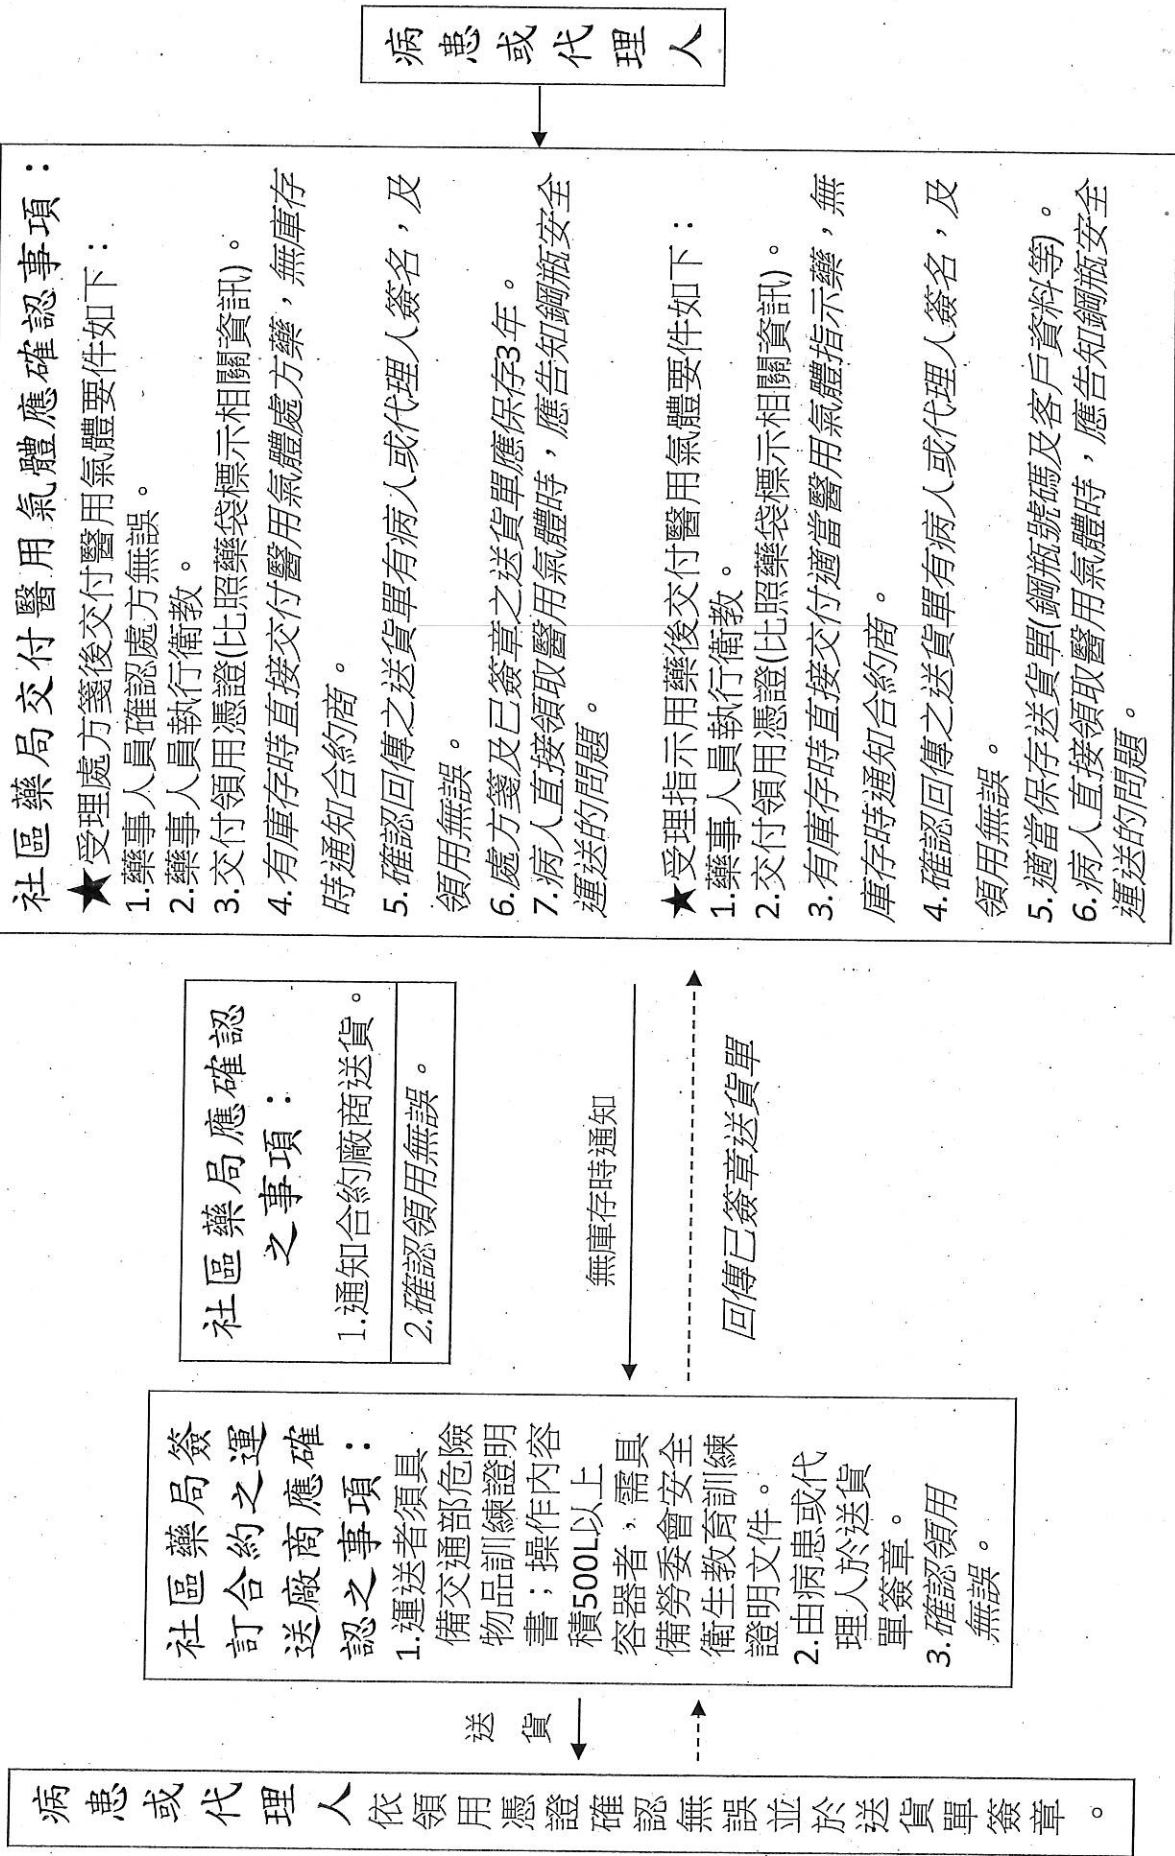 病患或代理人
社區藥局交付醫用氣體應確認事項：
★受理處方箋後交付醫用氣體要件如下：
1.藥事人員確認處方無誤。
2.藥事人員執行衛教。
3.交付領用憑證(比照藥袋標示相關資訊)。
4.有庫存時直接交付醫用氣體處方藥，無庫存
時通知合約商。
5.確認回傳之送貨單有病人或代理人簽名，及
領用無誤。
6.處方箋及已簽章之送貨單應保存3年。
7.病人直接領取醫用氣體時，應告知鋼瓶安全
運送的問題。
★受理指示用藥後交付醫用氣體要件如下：
1.藥事人員執行衛教。
2.交付領用憑證(比照藥袋標示相關資訊)。
3.有庫存時直接交付適當醫用氣體指示藥，無
庫存時通知合約商。
4.確認回傳之送貨單有病人或代理人簽名，及
領用無誤。
5.適當保存送貨單(鋼瓶號碼及客戶資料等)。
6.病人直接領取醫用氣體時，應告知鋼瓶安全
運送的問題。
社區藥局應確認
之事項：
1.通知合約廠商送貨。
2.確認領用無誤。
無庫存時通知
回傳已簽章送貨單
社區藥局簽
訂合約之運
送廠商應確
認之事項：
1.運送者須具
備交通部危險
物品訓練證明
書；操作內容
積500L以上
容器者，需具
備勞委會安全
衛生教育訓練
證明文件。
2.由病患或代
理人於送貨
單簽章。
3.確認領用
無誤。
送貨
病患或代理人依領用憑證確認無誤並於送貨單簽章。